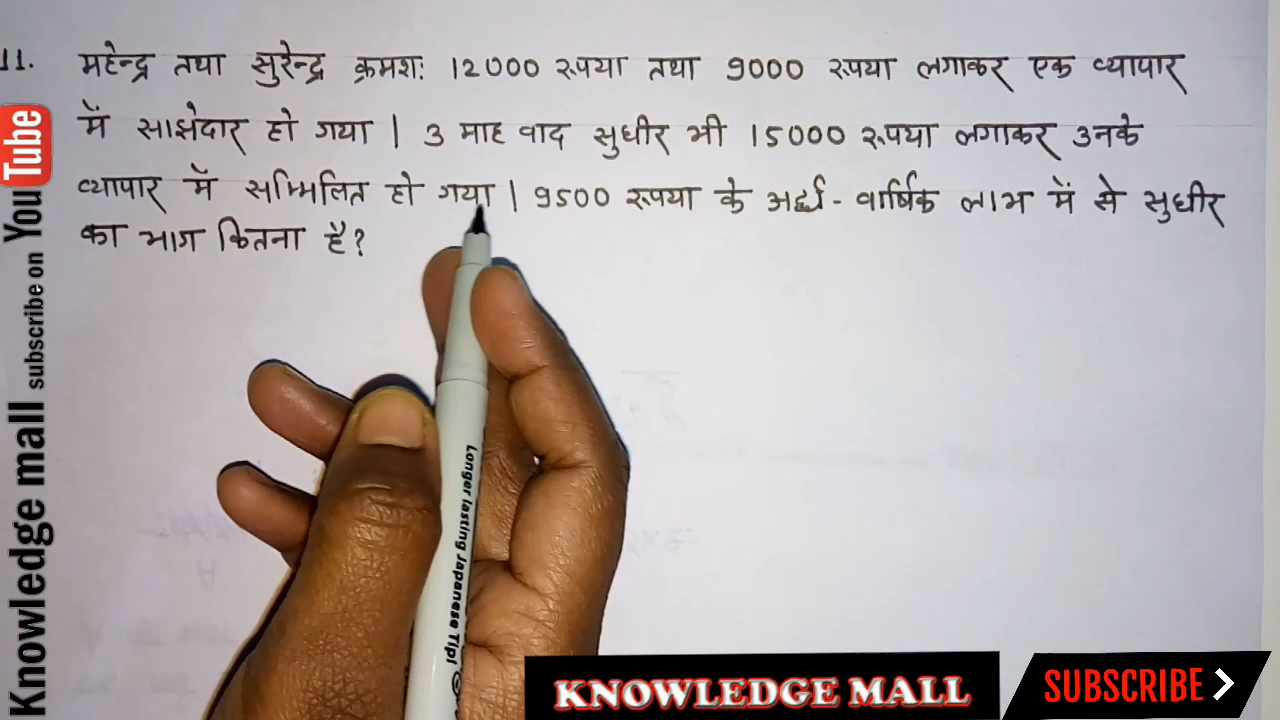 11. महेन्द्र तथा सुरेन्द्र क्रमशः 12000 रूपया तथा 9000 रूपया लगाकर एक व्यापार
में साझेदार हो गया | 3 माह वाद सुधीर भी 15000 रूपया लगाकर उनके
व्यापार में सम्मिलित हो गया | 9500 रूपया के अर्द्ध - वार्षिक लाभ में से सुधीर
का भाग कितना है?
Knowledge mall subscribe on YouTube
Longer lasting Japanese Tip!
KNOWLEDGE MALL
SUBSCRIBE